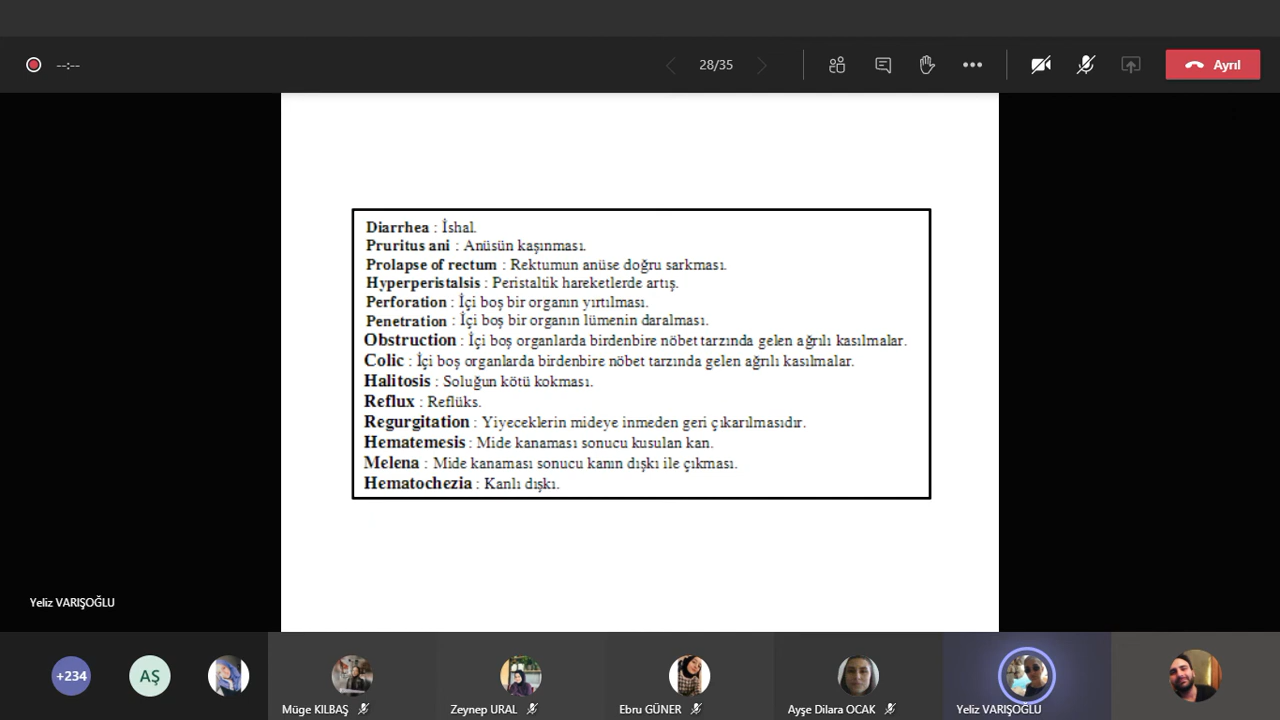 --:--
28/35
Ayrıl
Diarrhea : İshal.
Pruritus ani : Anüsün kaşınması.
Prolapse of rectum : Rektumun anüse doğru sarkması.
Hyperperistalsis : Peristaltik hareketlerde artış.
Perforation : İçi boş bir organın yırtılması.
Penetration : İçi boş bir organın lümenin daralması.
Obstruction : İçi boş organlarda birdenbire nöbet tarzında gelen ağrılı kasılmalar.
Colic : İçi boş organlarda birdenbire nöbet tarzında gelen ağrılı kasılmalar.
Halitosis : Soluğun kötü kokması.
Reflux : Reflüks.
Regurgitation : Yiyeceklerin mideye inmeden geri çıkarılmasıdır.
Hematemesis : Mide kanaması sonucu kusulan kan.
Melena : Mide kanaması sonucu kanın dışkı ile çıkması.
Hematochezia : Kanlı dışkı.
Yeliz VARIŞOĞLU
+234
AŞ
Müge KILBAŞ
Zeynep URAL
Ebru GÜNER
Ayşe Dilara OCAK
Yeliz VARIŞOĞLU